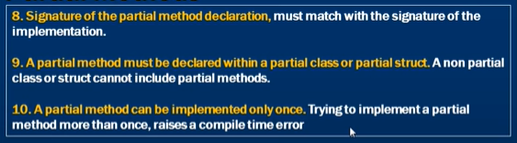 8. Signature of the partial method declaration, must match with the signature of the
implementation.
9. A partial method must be declared within a partial class or partial struct. A non partial
class or struct cannot include partial methods.
10. A partial method can be implemented only once. Trying to implement a partial
method more than once, raises a compile time error